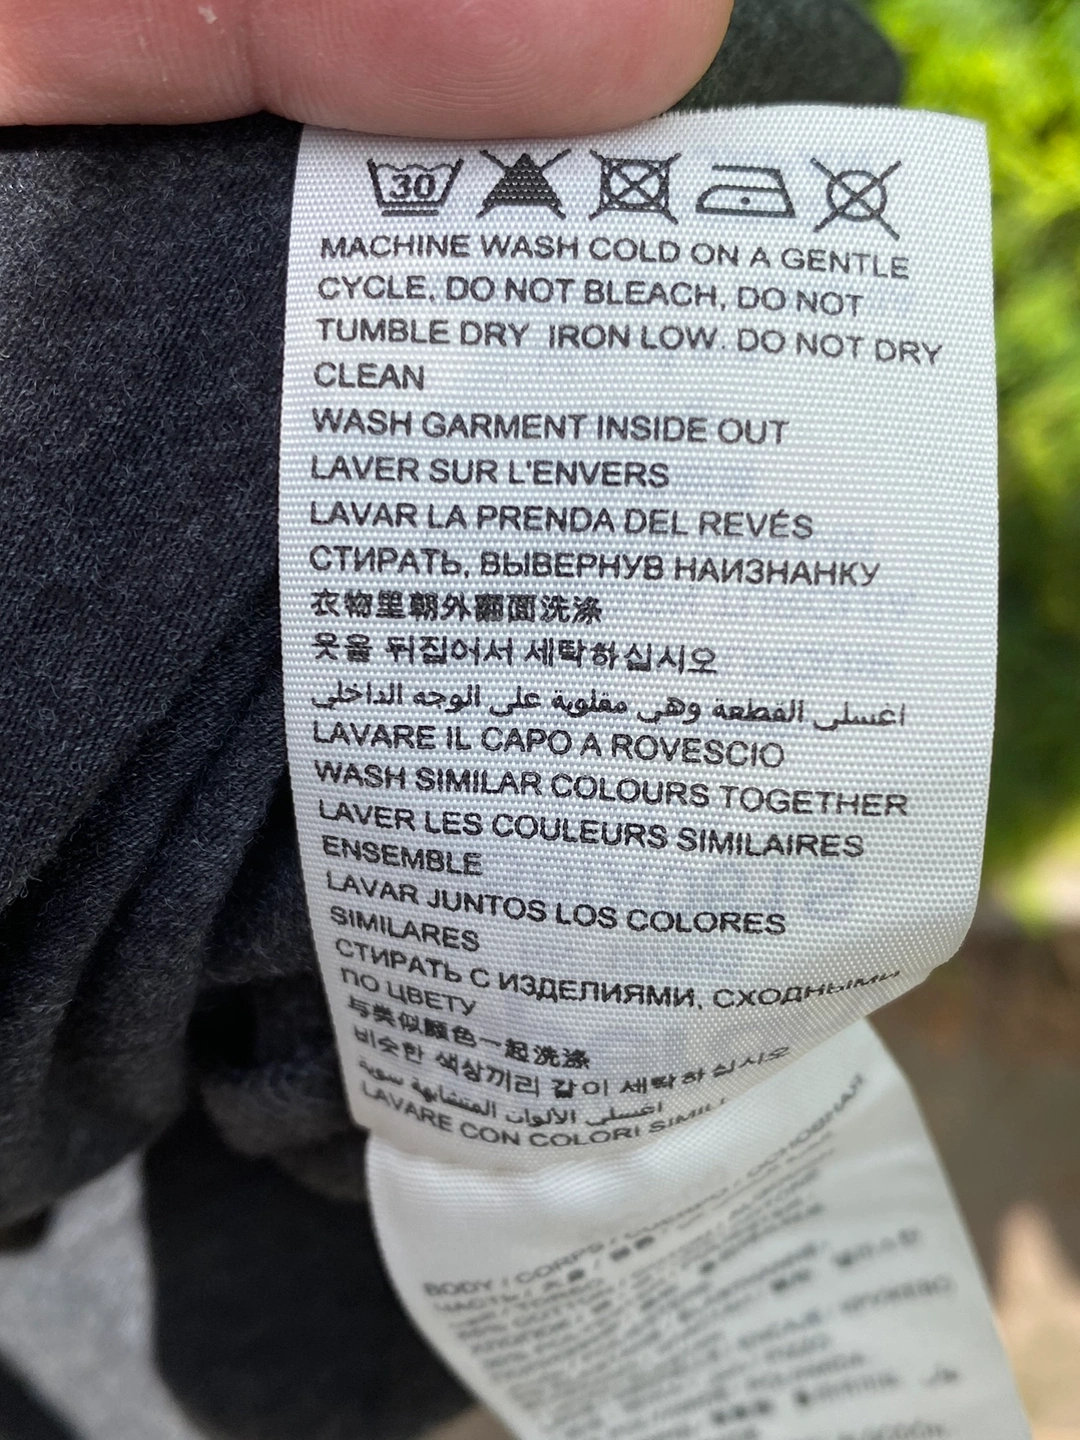 30
MACHINE WASH COLD ON A GENTLE
CYCLE, DO NOT BLEACH, DO NOT
TUMBLE DRY IRON LOW. DO NOT DRY
CLEAN
WASH GARMENT INSIDE OUT
LAVER SUR L'ENVERS
LAVAR LA PRENDA DEL REVÉS
СТИРАТЬ, ВЫВЕРНУВ НАИЗНАНКУ
衣物里朝外翻面洗涤
옷을 뒤집어서 세탁하십시오
اغسلي القطعة وهي مقلوبة على الوجه الداخلي
LAVARE IL CAPO A ROVESCIO
WASH SIMILAR COLOURS TOGETHER
LAVER LES COULEURS SIMILAIRES
ENSEMBLE
LAVAR JUNTOS LOS COLORES
SIMILARES
СТИРАТЬ С ИЗДЕЛИЯМИ, СХОДНЫМИ
ПО ЦВЕТУ
与类似颜色一起洗涤
비슷한 색상끼리 같이 세탁하십시오
اغسلي الألوان المتشابهة سوية
LAVARE CON COLORI SIMILI
BODY / CORPS /